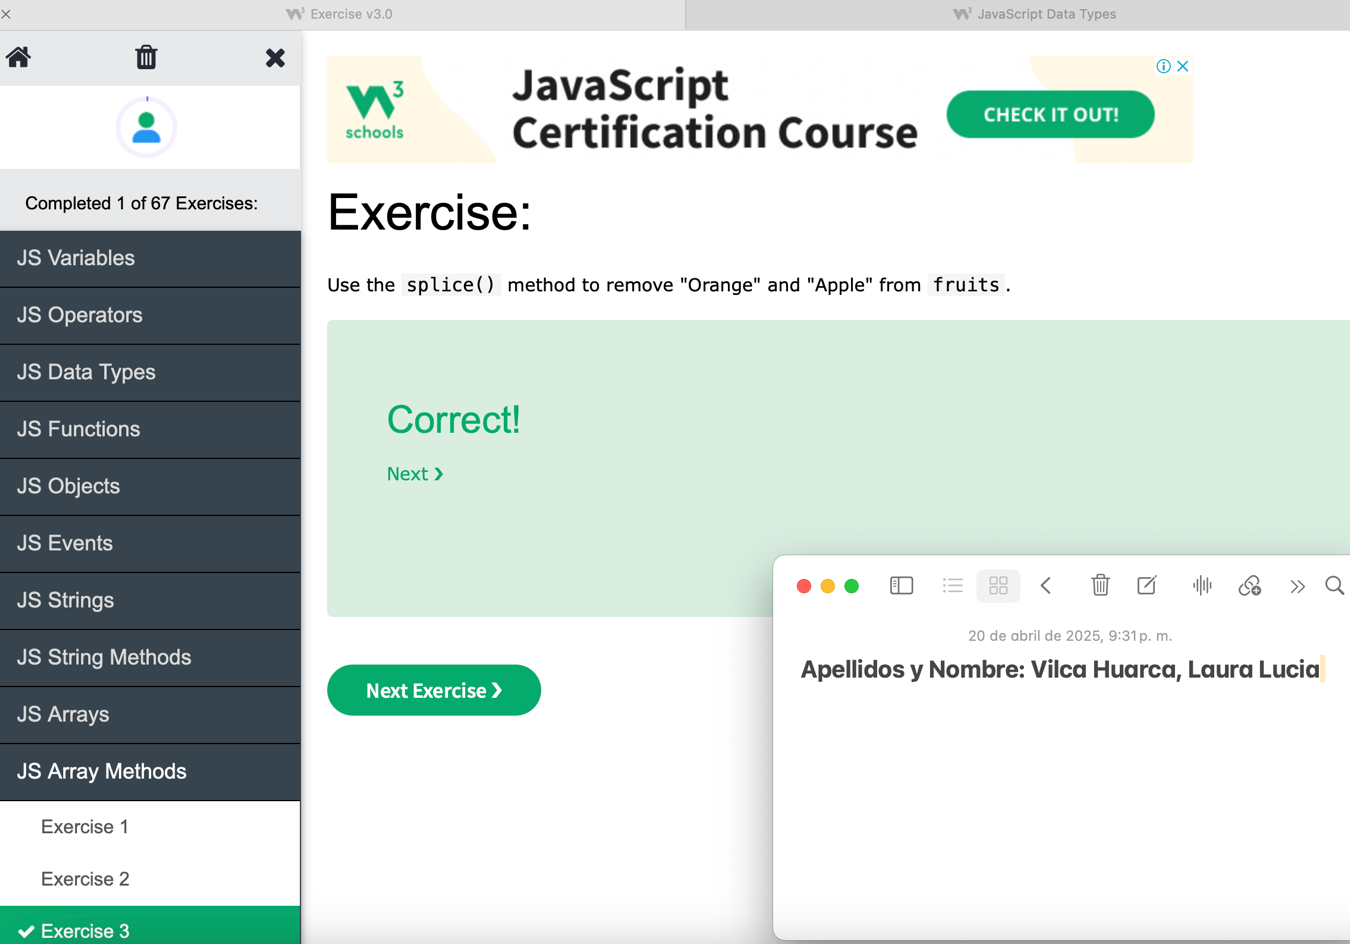 Exercise v3.0
JavaScript Data Types
Completed 1 of 67 Exercises:
JS Variables
JS Operators
JS Data Types
JS Functions
JS Objects
JS Events
JS Strings
JS String Methods
JS Arrays
JS Array Methods
Exercise 1
Exercise 2
Exercise 3
W3 schools
JavaScript
Certification Course
CHECK IT OUT!
Exercise:
Use the splice() method to remove "Orange" and "Apple" from fruits.
Correct!
Next ❯
Next Exercise ❯
20 de abril de 2025, 9:31 p. m.
Apellidos y Nombre: Vilca Huarca, Laura Lucia